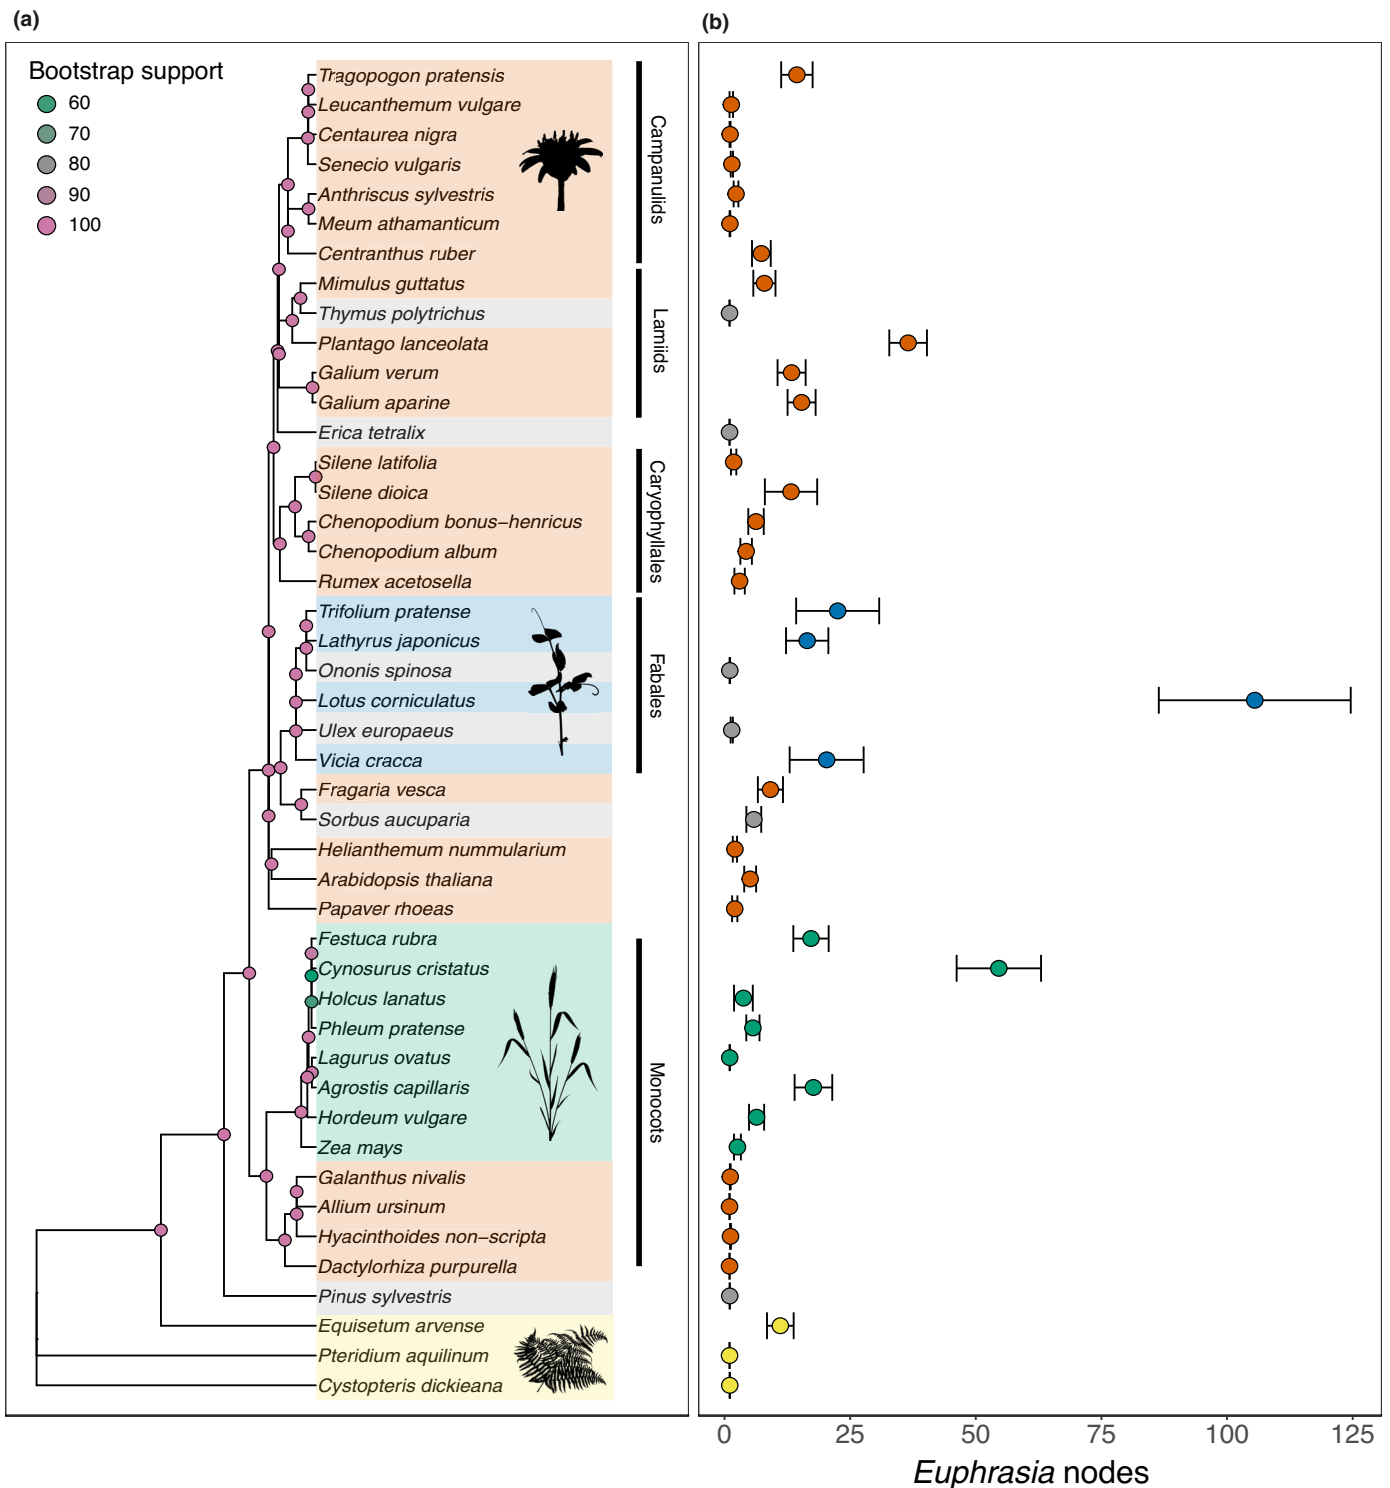 (a)
(b)
Bootstrap support
60
70
80
90
100
Tragopogon pratensis
Leucanthemum vulgare
Centaurea nigra
Senecio vulgaris
Anthriscus sylvestris
Meum athamanticum
Centranthus ruber
Mimulus guttatus
Thymus polytrichus
Plantago lanceolata
Galium verum
Galium aparine
Erica tetralix
Silene latifolia
Silene dioica
Chenopodium bonus−henricus
Chenopodium album
Rumex acetosella
Trifolium pratense
Lathyrus japonicus
Ononis spinosa
Lotus corniculatus
Ulex europaeus
Vicia cracca
Fragaria vesca
Sorbus aucuparia
Helianthemum nummularium
Arabidopsis thaliana
Papaver rhoeas
Festuca rubra
Cynosurus cristatus
Holcus lanatus
Phleum pratense
Lagurus ovatus
Agrostis capillaris
Hordeum vulgare
Zea mays
Galanthus nivalis
Allium ursinum
Hyacinthoides non−scripta
Dactylorhiza purpurella
Pinus sylvestris
Equisetum arvense
Pteridium aquilinum
Cystopteris dickieana
Campanulids
Lamiids
Caryophyllales
Fabales
Monocots
0
25
50
75
100
125
Euphrasia nodes